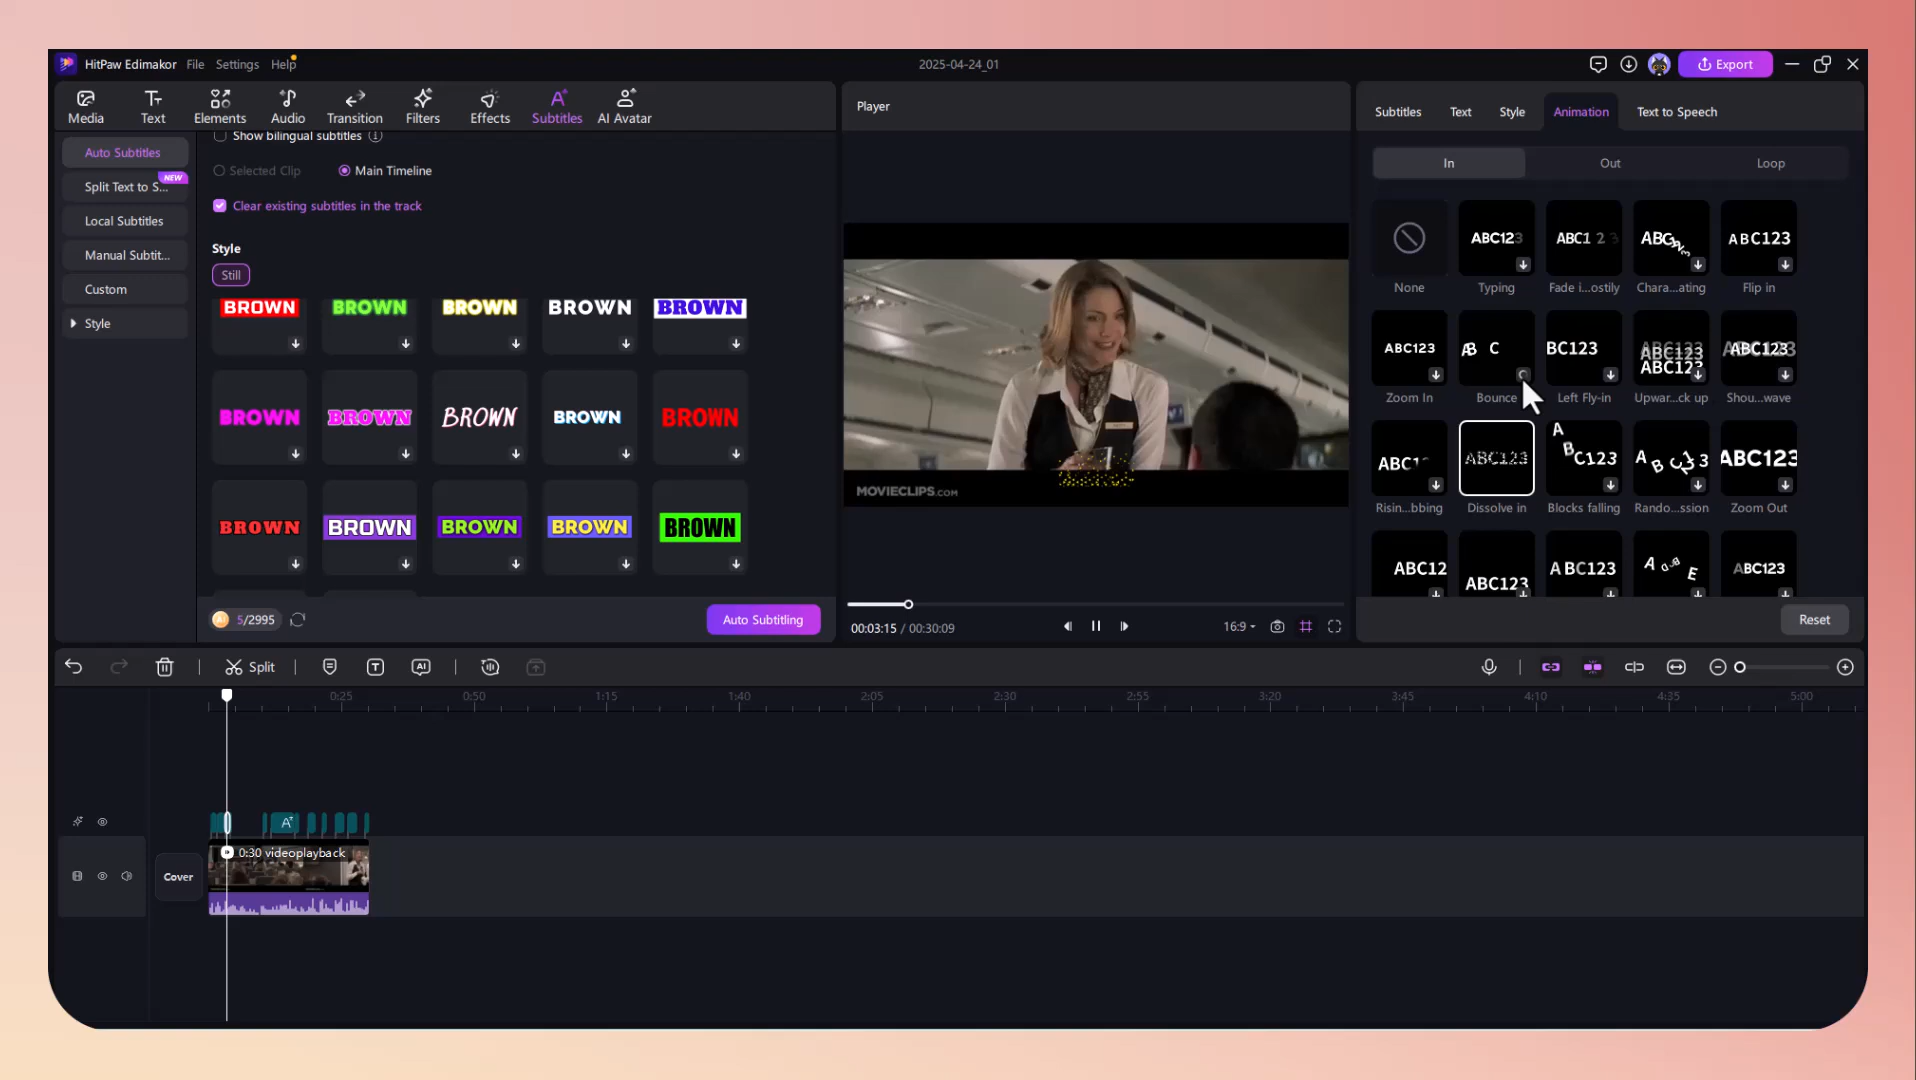 HitPaw Edimakor File Settings Help
2025-04-24_01
Export
Media Text Elements Audio Transition Filters Effects Subtitles AI Avatar
Auto Subtitles
NEW
Split Text to S...
Local Subtitles
Manual Subtit...
Custom
Style
Show bilingual subtitles
Selected Clip Main Timeline
Clear existing subtitles in the track
Style
Still
BROWN BROWN BROWN BROWN BROWN
BROWN BROWN BROWN BROWN BROWN
BROWN BROWN BROWN BROWN BROWN
AI 5/2995
Auto Subtitling
Player
MOVIECLIPS.COM
00:03:15 / 00:30:09
16:9
Subtitles Text Style Animation Text to Speech
In Out Loop
ABC123 ABC1 2 3 ABC123 ABC123
None Typing Fade i...ostily Chara...ating Flip in
ABC123 AB C BC123 ABC123 ABC123 ABC123
Zoom In Bounce Left Fly-in Upwar...ck up Shou...wave
ABC1 ABC123 ABC123 ABC123 ABC123
Risin...bbing Dissolve in Blocks falling Rando...ssion Zoom Out
ABC12 ABC123 ABC123 ABC123
Reset
Split T AI
0:25 0:50 1:15 1:40 2:05 2:30 2:55 3:20 3:45 4:10 4:35 5:00
A
0:30 videoplayback
Cover